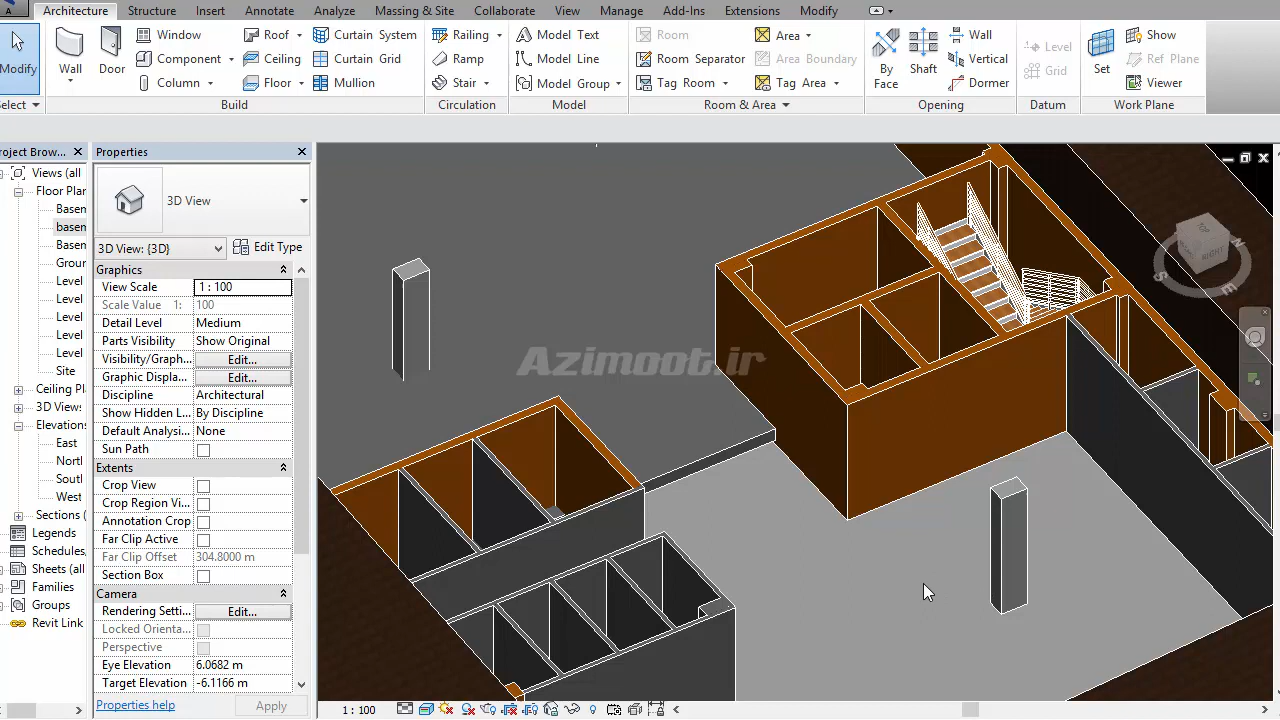 Architecture Structure Insert Annotate Analyze Massing & Site Collaborate View Manage Add-Ins Extensions Modify
Modify
Select
Wall
Door
Window
Component
Column
Roof
Ceiling
Floor
Curtain System
Curtain Grid
Mullion
Build
Railing
Ramp
Stair
Circulation
Model Text
Model Line
Model Group
Model
Room
Room Separator
Tag Room
Area
Area Boundary
Tag Area
Room & Area
By Face
Shaft
Wall
Vertical
Dormer
Opening
Level
Grid
Datum
Set
Show
Ref Plane
Viewer
Work Plane
roject Brow...
Views (all
Floor Plan
Basen
basen
Basen
Grour
Level
Level
Level
Level
Level
Site
Ceiling Pl
3D Views
Elevations
East
Nort
Sout
West
Sections (
Legends
Schedules,
Sheets (all
Families
Groups
Revit Link
Properties
3D View
3D View: {3D}
Edit Type
Graphics
View Scale 1 : 100
Scale Value 1: 100
Detail Level Medium
Parts Visibility Show Original
Visibility/Graph... Edit...
Graphic Displa... Edit...
Discipline Architectural
Show Hidden L... By Discipline
Default Analysi... None
Sun Path
Extents
Crop View
Crop Region Vi...
Annotation Crop
Far Clip Active
Far Clip Offset 304.8000 m
Section Box
Camera
Rendering Setti... Edit...
Locked Orienta...
Perspective
Eye Elevation 6.0682 m
Target Elevation -6.1166 m
Properties help
Apply
Azimoot.ir
TOP
RIGHT
N
S
E
1 : 100